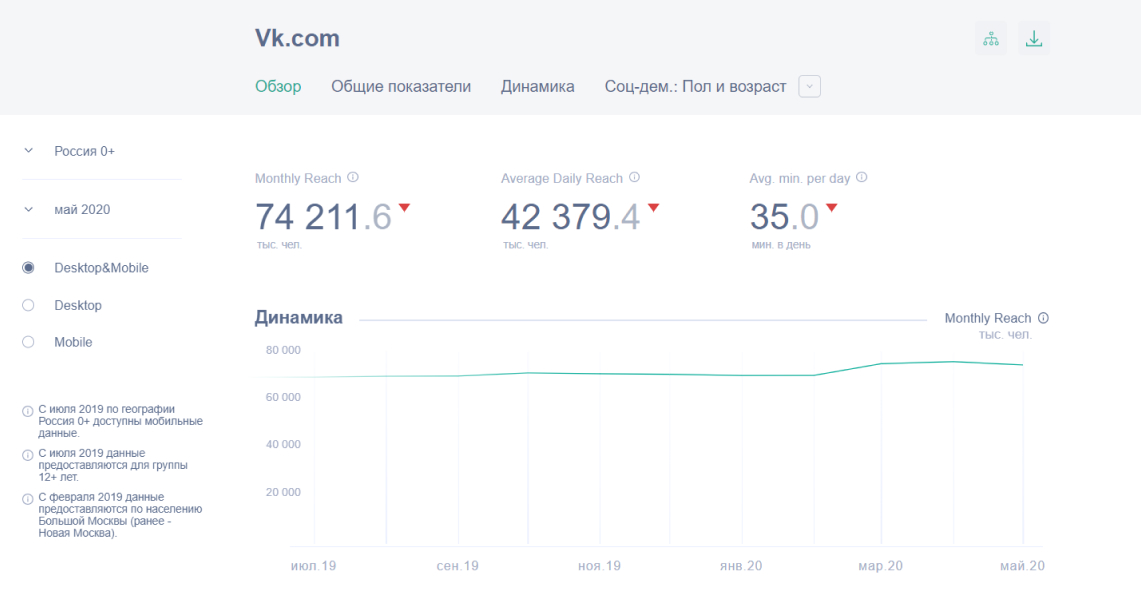 Vk.com
Обзор Общие показатели Динамика Соц-дем.: Пол и возраст
Россия 0+
май 2020
Desktop&Mobile
Desktop
Mobile
С июля 2019 по географии
Россия 0+ доступны мобильные
данные.
С июля 2019 данные
предоставляются для группы
12+ лет.
С февраля 2019 данные
предоставляются по населению
Большой Москвы (ранее -
Новая Москва).
Monthly Reach Average Daily Reach Avg. min. per day
74 211.6 42 379.4 35.0
тыс. чел. тыс. чел. мин. в день
Динамика Monthly Reach
тыс. чел.
80 000
60 000
40 000
20 000
июл.19 сен.19 ноя.19 янв.20 мар.20 май.20